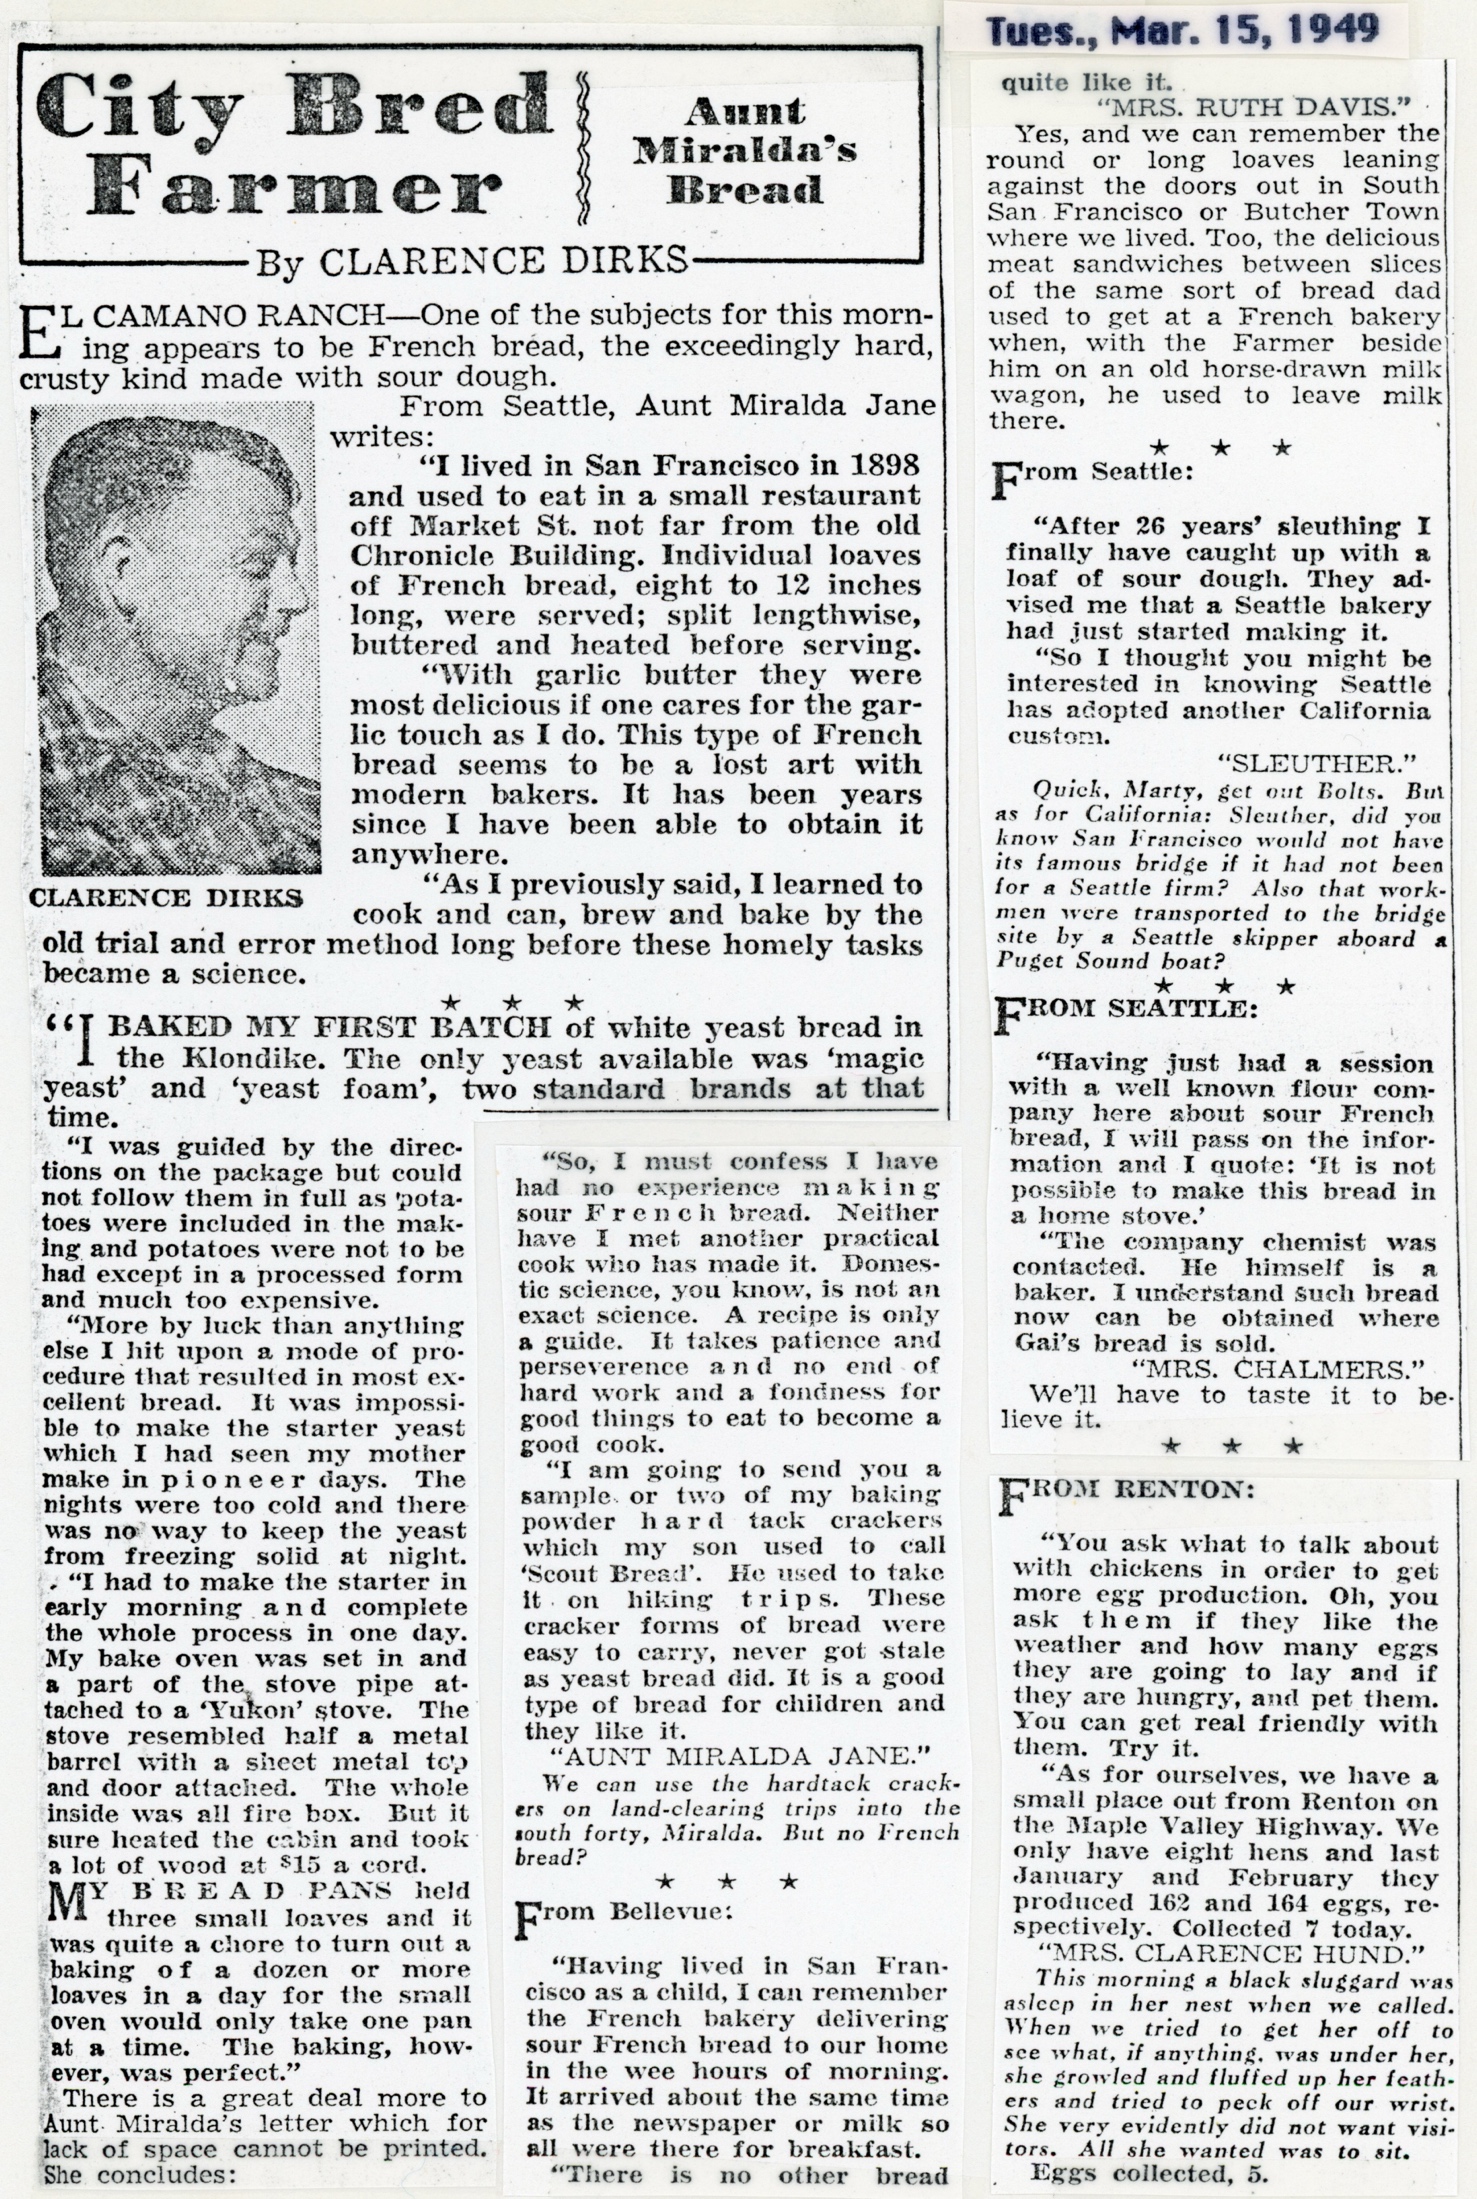 Tues., Mar. 15, 1949
City Bred
Farmer
Aunt
Miralda's
Bread
By CLARENCE DIRKS
EL CAMANO RANCH—One of the subjects for this morn-
ing appears to be French bread, the exceedingly hard,
crusty kind made with sour dough.
From Seattle, Aunt Miralda Jane
writes:
"I lived in San Francisco in 1898
and used to eat in a small restaurant
off Market St. not far from the old
Chronicle Building. Individual loaves
of French bread, eight to 12 inches
long, were served; split lengthwise,
buttered and heated before serving.
"With garlic butter they were
most delicious if one cares for the gar-
lic touch as I do. This type of French
bread seems to be a lost art with
modern bakers. It has been years
since I have been able to obtain it
anywhere.
CLARENCE DIRKS
"As I previously said, I learned to
cook and can, brew and bake by the
old trial and error method long before these homely tasks
became a science.
★ ★ ★
"I BAKED MY FIRST BATCH of white yeast bread in
the Klondike. The only yeast available was 'magic
yeast' and 'yeast foam', two standard brands at that
time.
"I was guided by the direc-
tions on the package but could
not follow them in full as pota-
toes were included in the mak-
ing and potatoes were not to be
had except in a processed form
and much too expensive.
"More by luck than anything
else I hit upon a mode of pro-
cedure that resulted in most ex-
cellent bread. It was impossi-
ble to make the starter yeast
which I had seen my mother
make in pioneer days. The
nights were too cold and there
was no way to keep the yeast
from freezing solid at night.
"I had to make the starter in
early morning and complete
the whole process in one day.
My bake oven was set in and
a part of the stove pipe at-
tached to a 'Yukon' stove. The
stove resembled half a metal
barrel with a sheet metal top
and door attached. The whole
inside was all fire box. But it
sure heated the cabin and took
a lot of wood at $15 a cord.
MY BREAD PANS held
three small loaves and it
was quite a chore to turn out a
baking of a dozen or more
loaves in a day for the small
oven would only take one pan
at a time. The baking, how-
ever, was perfect."
There is a great deal more to
Aunt Miralda's letter which for
lack of space cannot be printed.
She concludes:
"So, I must confess I have
had no experience making
sour French bread. Neither
have I met another practical
cook who has made it. Domes-
tic science, you know, is not an
exact science. A recipe is only
a guide. It takes patience and
perseverence and no end of
hard work and a fondness for
good things to eat to become a
good cook.
"I am going to send you a
sample or two of my baking
powder hard tack crackers
which my son used to call
'Scout Bread'. He used to take
it on hiking trips. These
cracker forms of bread were
easy to carry, never got stale
as yeast bread did. It is a good
type of bread for children and
they like it.
"AUNT MIRALDA JANE."
We can use the hardtack crack-
ers on land-clearing trips into the
south forty, Miralda. But no French
bread?
★ ★ ★
From Bellevue:
"Having lived in San Fran-
cisco as a child, I can remember
the French bakery delivering
sour French bread to our home
in the wee hours of morning.
It arrived about the same time
as the newspaper or milk so
all were there for breakfast.
"There is no other bread
quite like it.
"MRS. RUTH DAVIS."
Yes, and we can remember the
round or long loaves leaning
against the doors out in South
San Francisco or Butcher Town
where we lived. Too, the delicious
meat sandwiches between slices
of the same sort of bread dad
used to get at a French bakery
when, with the Farmer beside
him on an old horse-drawn milk
wagon, he used to leave milk
there.
★ ★ ★
From Seattle:
"After 26 years' sleuthing I
finally have caught up with a
loaf of sour dough. They ad-
vised me that a Seattle bakery
had just started making it.
"So I thought you might be
interested in knowing Seattle
has adopted another California
custom.
"SLEUTHER."
Quick, Marty, get out Bolts. But
as for California: Sleuther, did you
know San Francisco would not have
its famous bridge if it had not been
for a Seattle firm? Also that work-
men were transported to the bridge
site by a Seattle skipper aboard a
Puget Sound boat?
★ ★ ★
FROM SEATTLE:
"Having just had a session
with a well known flour com-
pany here about sour French
bread, I will pass on the infor-
mation and I quote: 'It is not
possible to make this bread in
a home stove.'
"The company chemist was
contacted. He himself is a
baker. I understand such bread
now can be obtained where
Gai's bread is sold.
"MRS. CHALMERS."
We'll have to taste it to be-
lieve it.
★ ★ ★
FROM RENTON:
"You ask what to talk about
with chickens in order to get
more egg production. Oh, you
ask them if they like the
weather and how many eggs
they are going to lay and if
they are hungry, and pet them.
You can get real friendly with
them. Try it.
"As for ourselves, we have a
small place out from Renton on
the Maple Valley Highway. We
only have eight hens and last
January and February they
produced 162 and 164 eggs, re-
spectively. Collected 7 today.
"MRS. CLARENCE HUND."
This morning a black sluggard was
asleep in her nest when we called.
When we tried to get her off to
see what, if anything, was under her,
she growled and fluffed up her feath-
ers and tried to peck off our wrist.
She very evidently did not want visi-
tors. All she wanted was to sit.
Eggs collected, 5.